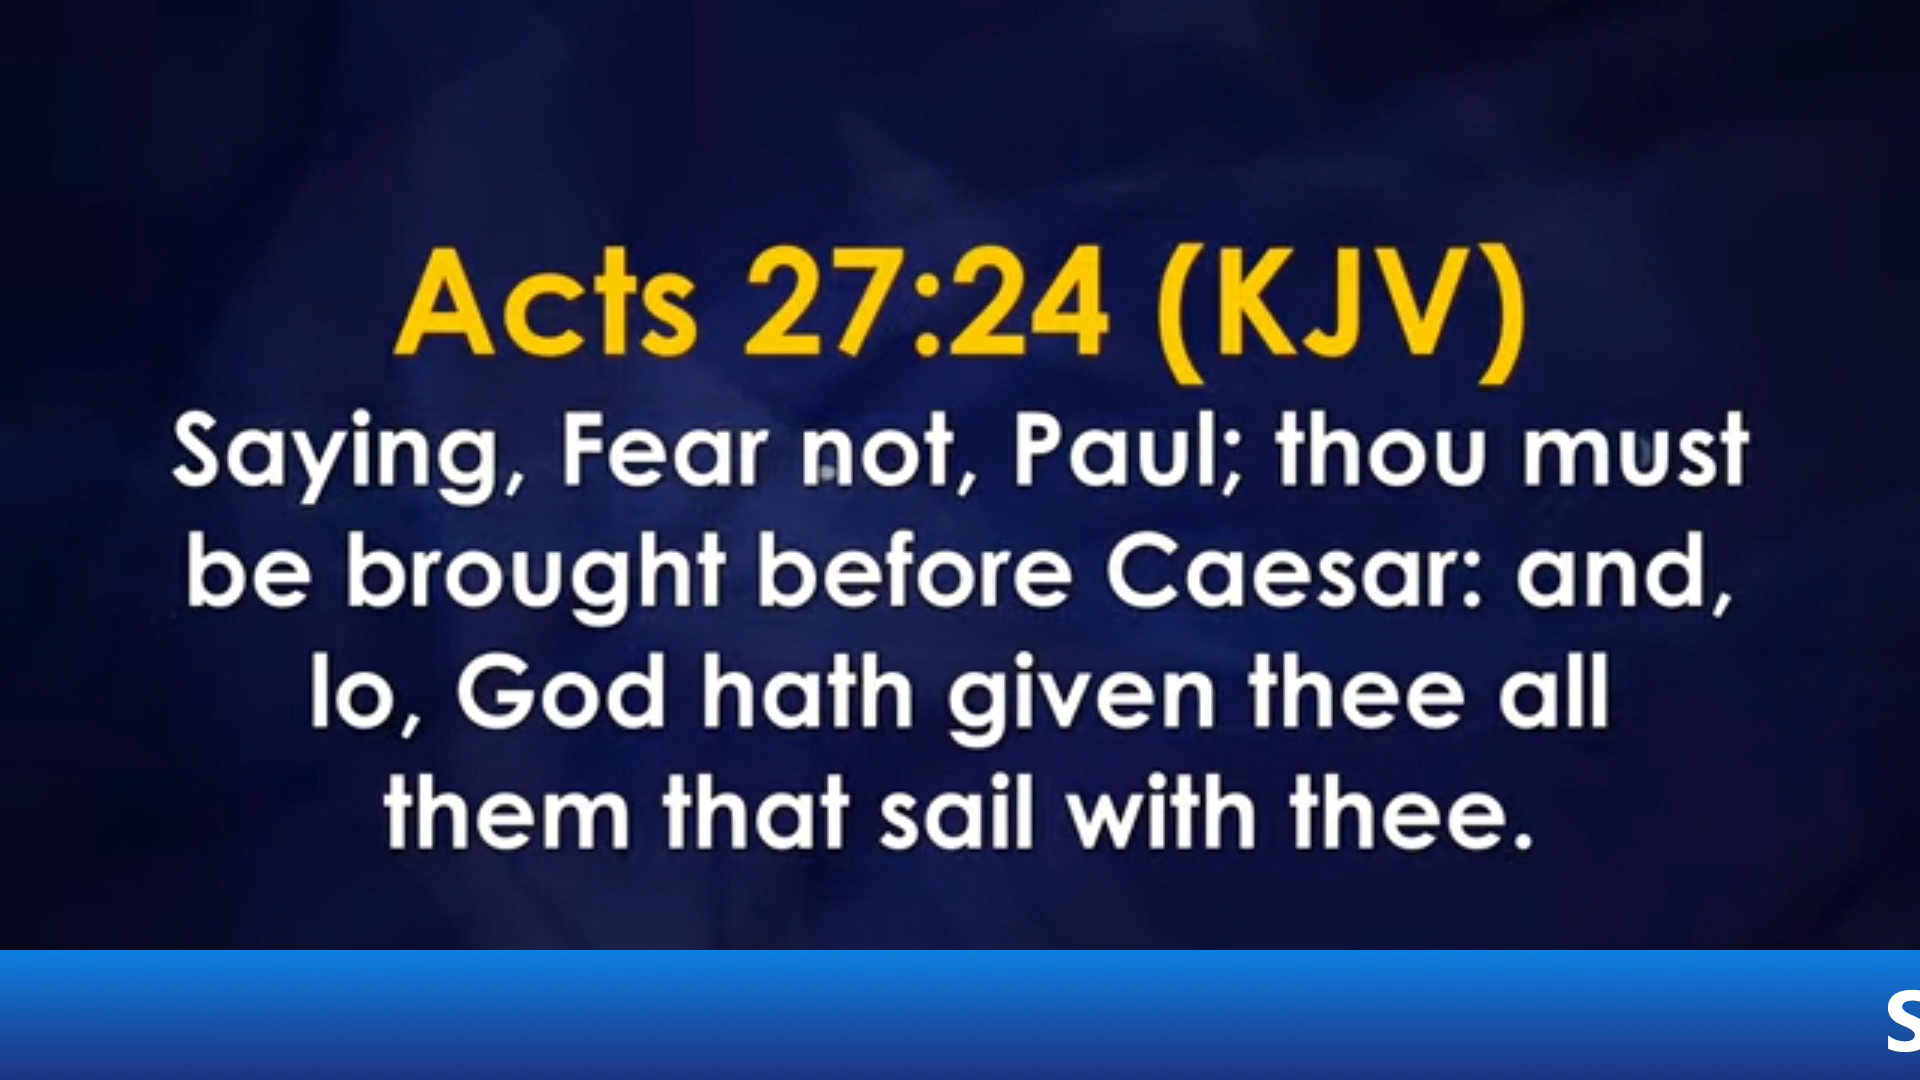 Acts 27:24 (KJV)
Saying, Fear not, Paul; thou must
be brought before Caesar: and,
lo, God hath given thee all
them that sail with thee.
S